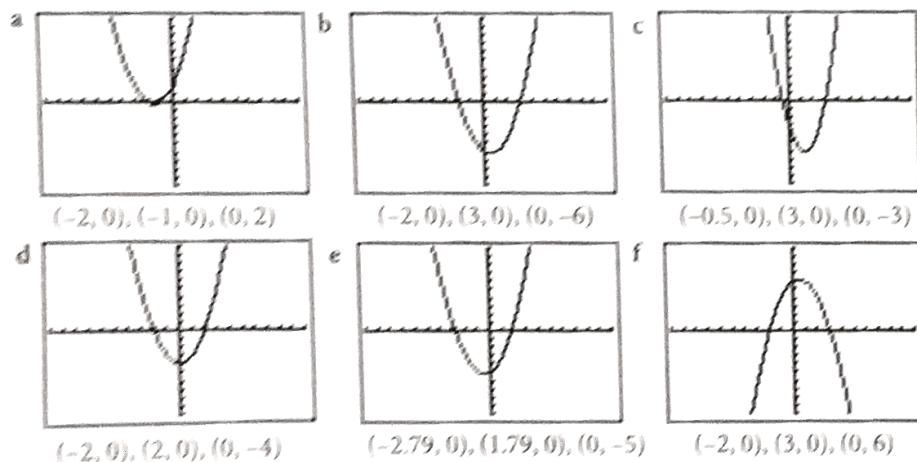 a b c
(−2, 0), (−1, 0), (0, 2) (−2, 0), (3, 0), (0, −6) (−0.5, 0), (3, 0), (0, −3)
d e f
(−2, 0), (2, 0), (0, −4) (−2.79, 0), (1.79, 0), (0, −5) (−2, 0), (3, 0), (0, 6)